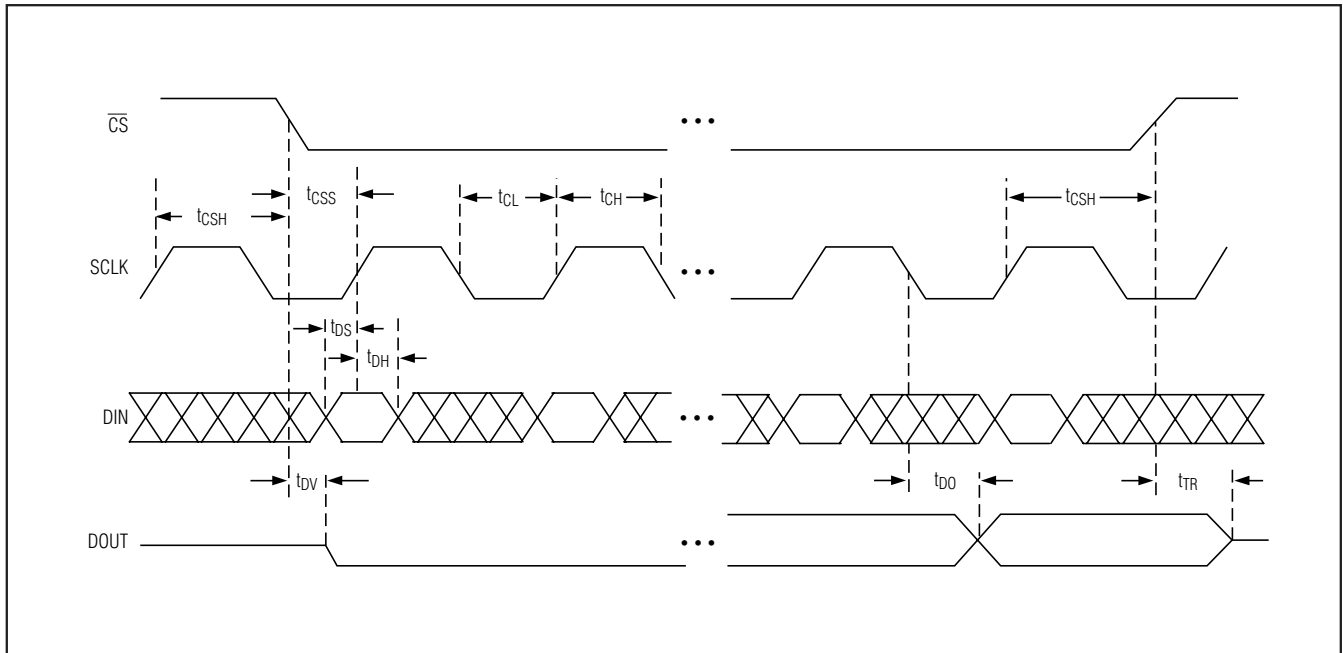 CS
tCSH
tCSS
tCL
tCH
tCSH
SCLK
tDS
tDH
DIN
tDV
tDO
tTR
DOUT